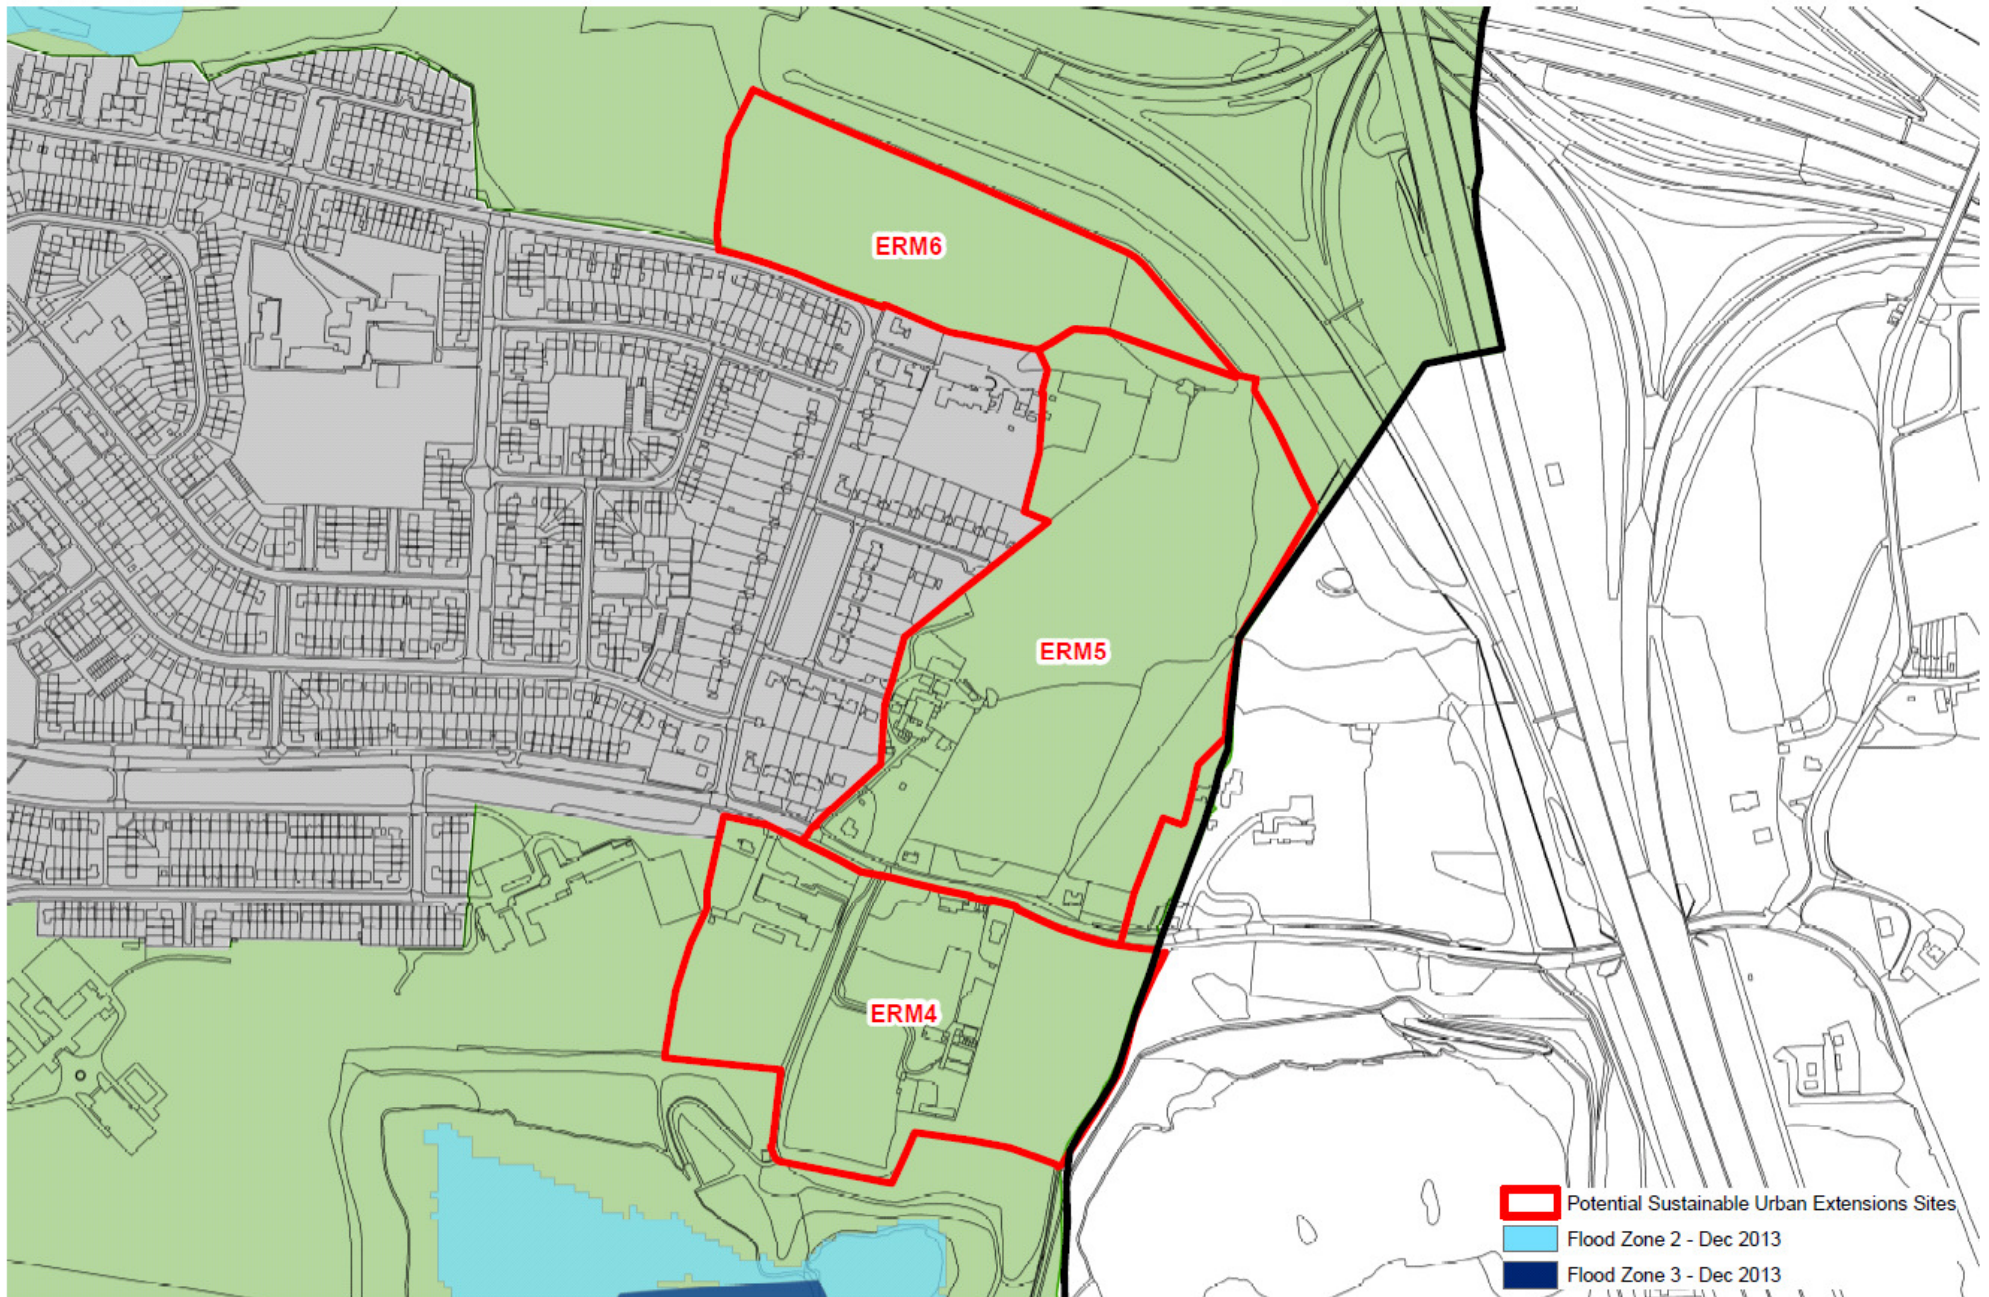 ERM6
ERM5
ERM4
Potential Sustainable Urban Extensions Sites
Flood Zone 2 - Dec 2013
Flood Zone 3 - Dec 2013